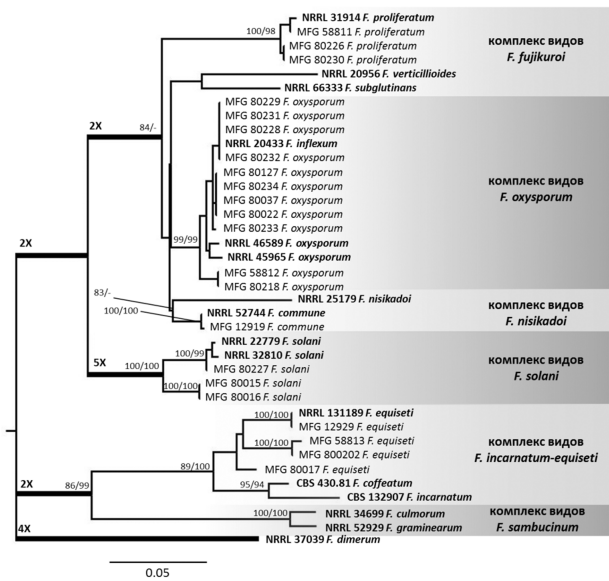 NRRL 31914 F. proliferatum
100/98
MFG 58811 F. proliferatum
MFG 80226 F. proliferatum
MFG 80230 F. proliferatum
комплекс видов
F. fujikuroi
NRRL 20956 F. verticillioides
NRRL 66333 F. subglutinans
MFG 80229 F. oxysporum
MFG 80231 F. oxysporum
2X
84/-
MFG 80228 F. oxysporum
NRRL 20433 F. inflexum
MFG 80232 F. oxysporum
MFG 80127 F. oxysporum
MFG 80234 F. oxysporum
комплекс видов
F. oxysporum
MFG 80037 F. oxysporum
MFG 80022 F. oxysporum
MFG 80233 F. oxysporum
2X
99/99
NRRL 46589 F. oxysporum
NRRL 45965 F. oxysporum
MFG 58812 F. oxysporum
MFG 80218 F. oxysporum
83/-
NRRL 25179 F. nisikadoi
100/100
NRRL 52744 F. commune
MFG 12919 F. commune
комплекс видов
F. nisikadoi
NRRL 22779 F. solani
100/99
NRRL 32810 F. solani
5X
100/100
MFG 80227 F. solani
100/100
MFG 80015 F. solani
MFG 80016 F. solani
комплекс видов
F. solani
NRRL 131189 F. equiseti
100/100
MFG 12929 F. equiseti
MFG 58813 F. equiseti
100/100
MFG 800202 F. equiseti
89/100
MFG 80017 F. equiseti
комплекс видов
F. incarnatum-equiseti
2X
86/99
95/94
CBS 430.81 F. coffeatum
CBS 132907 F. incarnatum
100/100
NRRL 34699 F. culmorum
NRRL 52929 F. graminearum
комплекс видов
F. sambucinum
4X
NRRL 37039 F. dimerum
0.05